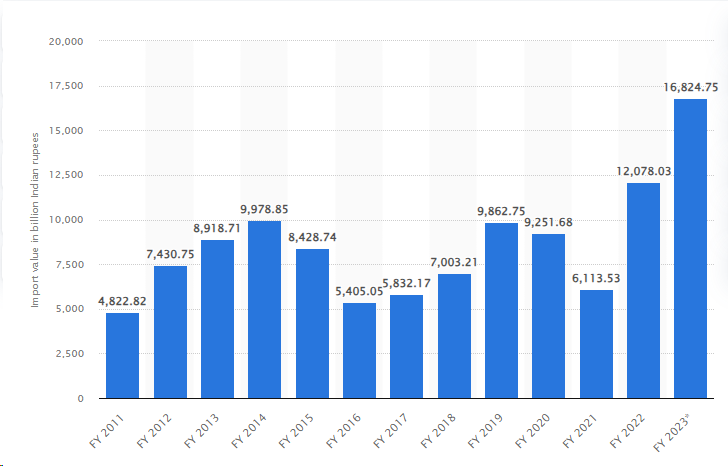 20,000
17,500
15,000
12,500
10,000
7,500
5,000
2,500
0
Import value in billion Indian rupees
4,822.82
7,430.75
8,918.71
9,978.85
8,428.74
5,405.05
5,832.17
7,003.21
9,862.75
9,251.68
6,113.53
12,078.03
16,824.75
FY 2011
FY 2012
FY 2013
FY 2014
FY 2015
FY 2016
FY 2017
FY 2018
FY 2019
FY 2020
FY 2021
FY 2022
FY 2023*